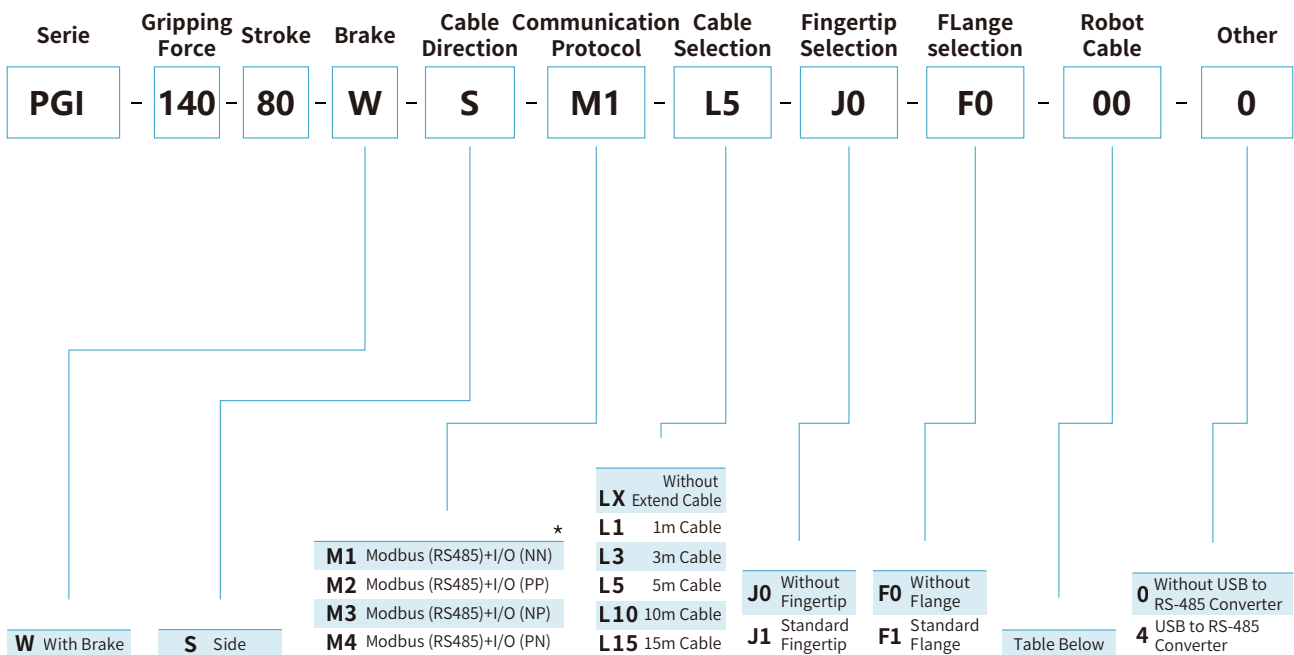 Serie
Gripping
Force
Stroke
Brake
Cable
Direction
Communication
Protocol
Cable
Selection
Fingertip
Selection
FLange
selection
Robot
Cable
Other
PGI - 140 - 80 - W - S - M1 - L5 - J0 - F0 - 00 - 0
W With Brake
S Side
*
M1 Modbus (RS485)+I/O (NN)
M2 Modbus (RS485)+I/O (PP)
M3 Modbus (RS485)+I/O (NP)
M4 Modbus (RS485)+I/O (PN)
Without
LX Extend Cable
L1 1m Cable
L3 3m Cable
L5 5m Cable
L10 10m Cable
L15 15m Cable
J0 Without
Fingertip
J1 Standard
Fingertip
F0 Without
Flange
F1 Standard
Flange
Table Below
0 Without USB to
RS-485 Converter
4 USB to RS-485
Converter